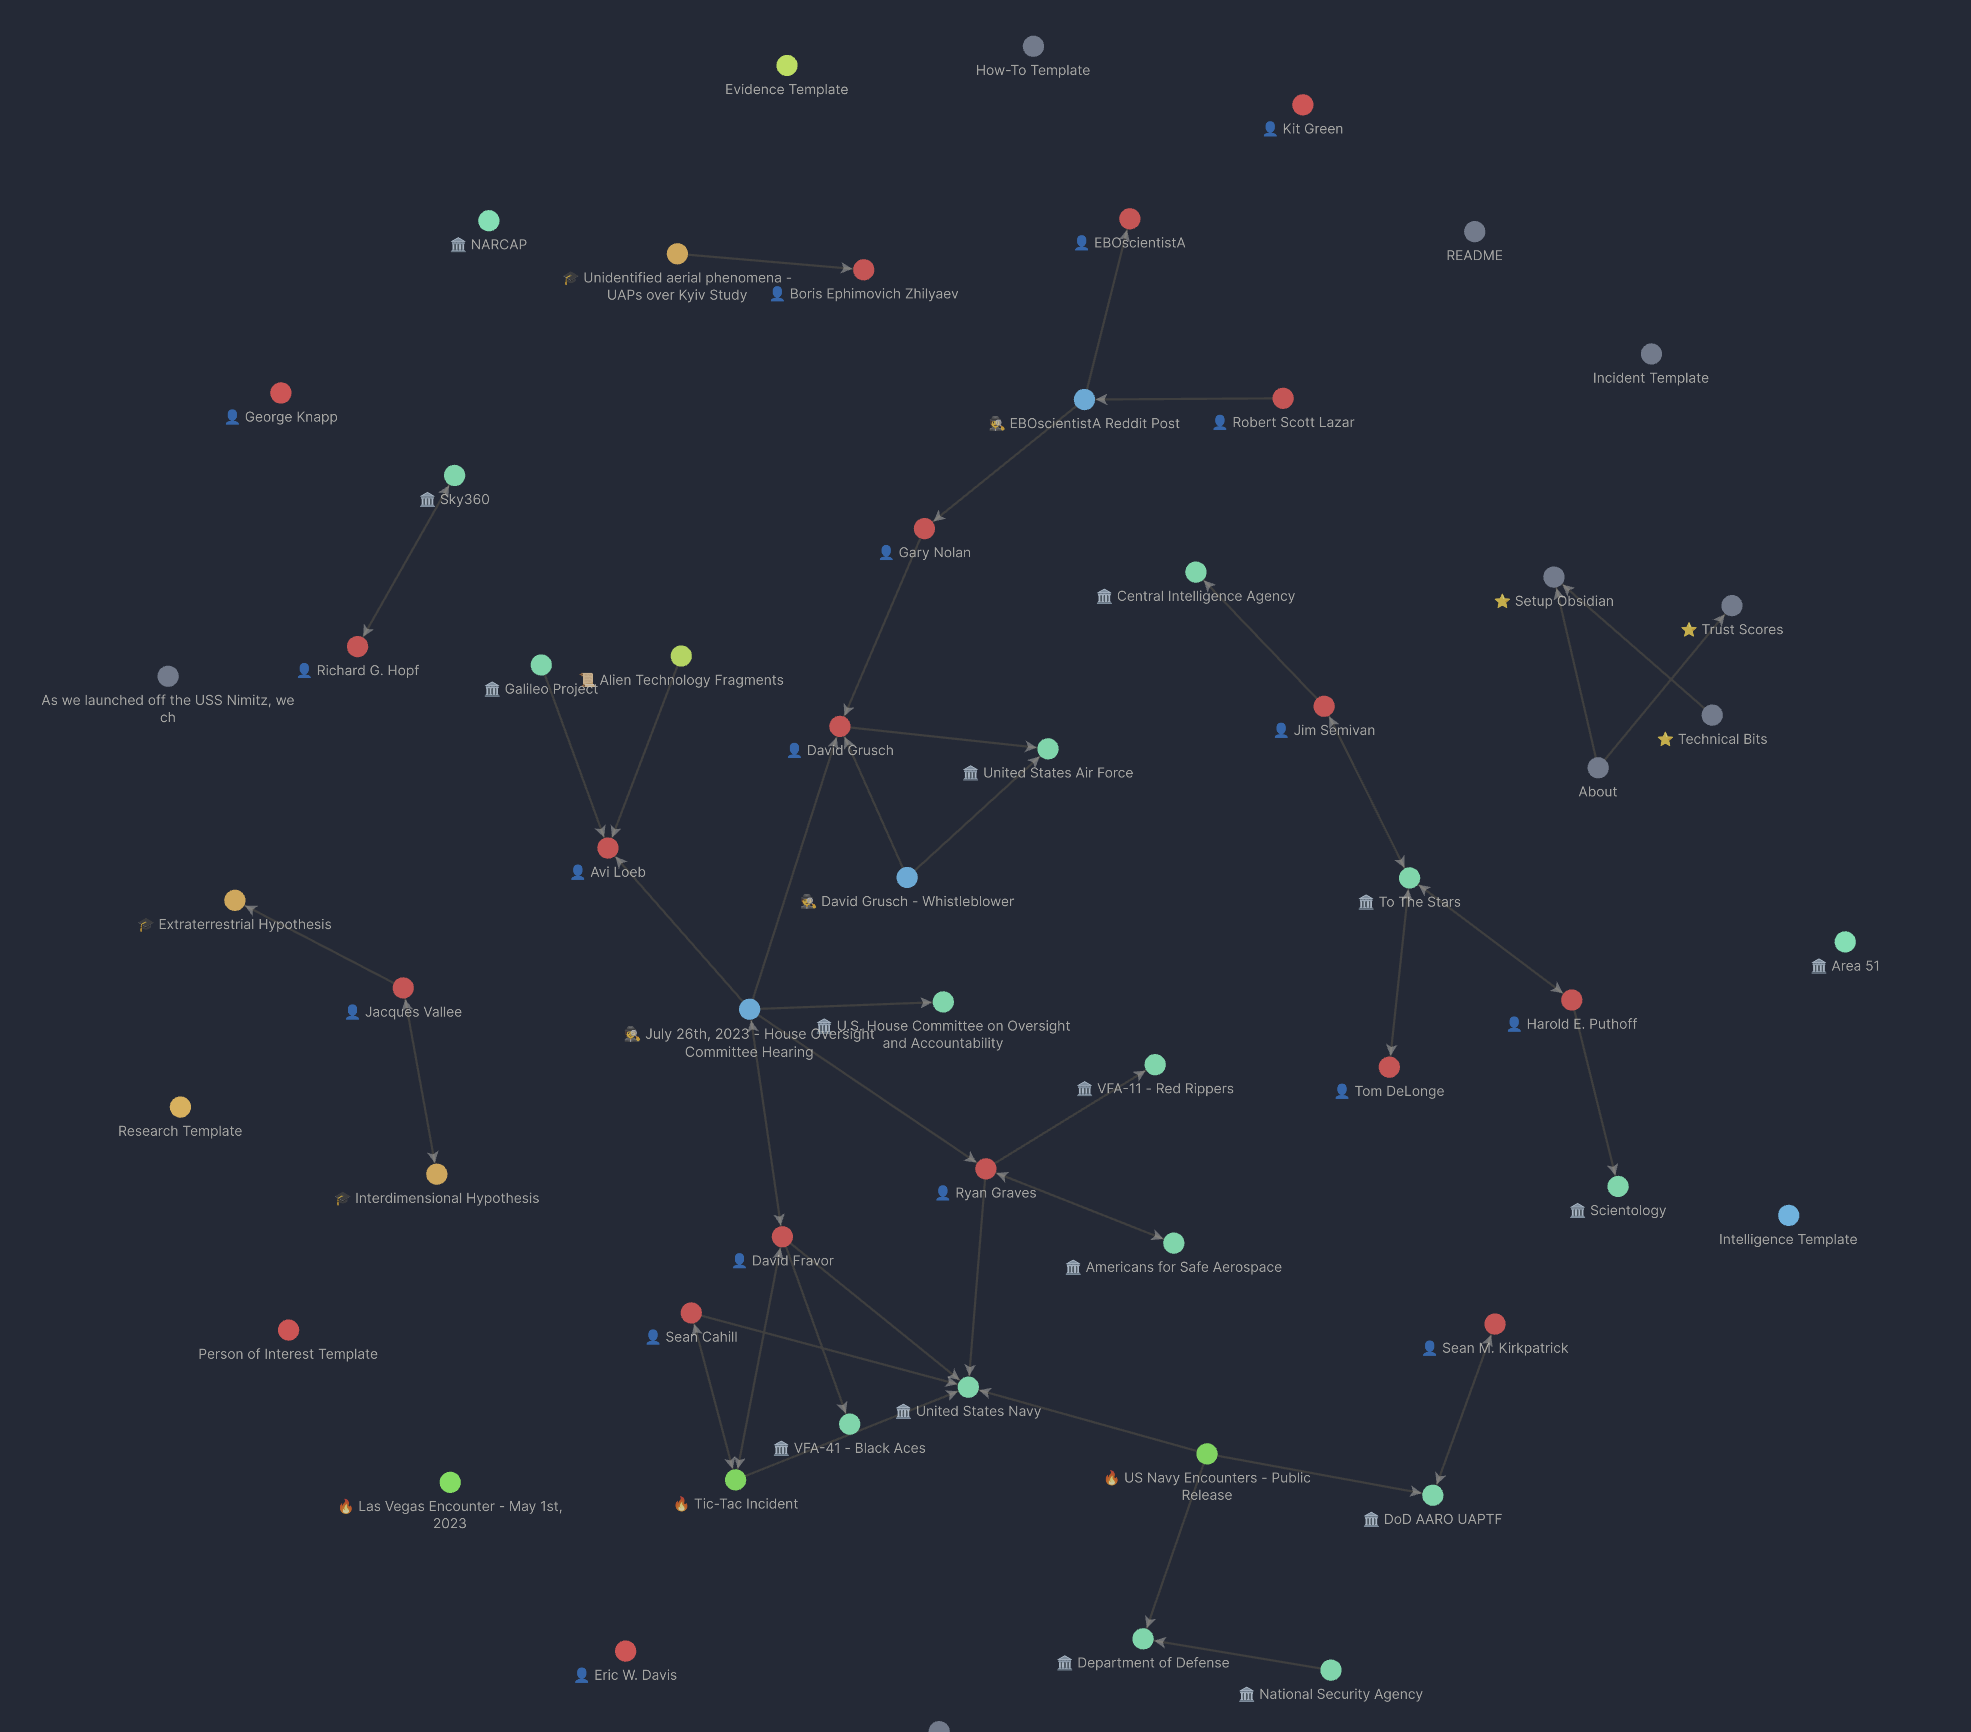 How-To Template
Evidence Template
Kit Green
EBOscientistA
NARCAP
README
Unidentified aerial phenomena -
UAPs over Kyiv Study
Boris Ephimovich Zhilyaev
Incident Template
George Knapp
EBOscientistA Reddit Post
Robert Scott Lazar
Sky360
Gary Nolan
Central Intelligence Agency
Setup Obsidian
Trust Scores
Richard G. Hopf
Galileo Project
Alien Technology Fragments
As we launched off the USS Nimitz, we
ch
Jim Semivan
Technical Bits
David Grusch
United States Air Force
About
Avi Loeb
David Grusch - Whistleblower
To The Stars
Extraterrestrial Hypothesis
Area 51
Jacques Vallee
Harold E. Puthoff
July 26th, 2023 - House Oversight
Committee Hearing
U.S. House Committee on Oversight
and Accountability
VFA-11 - Red Rippers
Tom DeLonge
Research Template
Interdimensional Hypothesis
Ryan Graves
Scientology
Intelligence Template
David Fravor
Americans for Safe Aerospace
Sean Cahill
Sean M. Kirkpatrick
Person of Interest Template
United States Navy
VFA-41 - Black Aces
US Navy Encounters - Public
Release
Las Vegas Encounter - May 1st,
2023
Tic-Tac Incident
DoD AARO UAPTF
Department of Defense
Eric W. Davis
National Security Agency